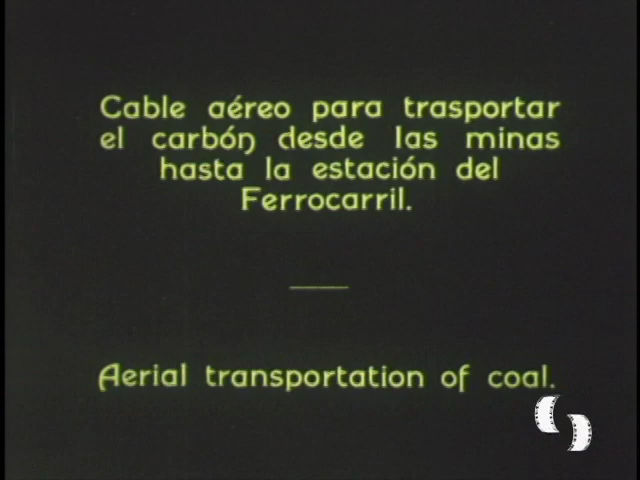 Cable aéreo para trasportar
el carbón desde las minas
hasta la estación del
Ferrocarril.
Aerial transportation of coal.